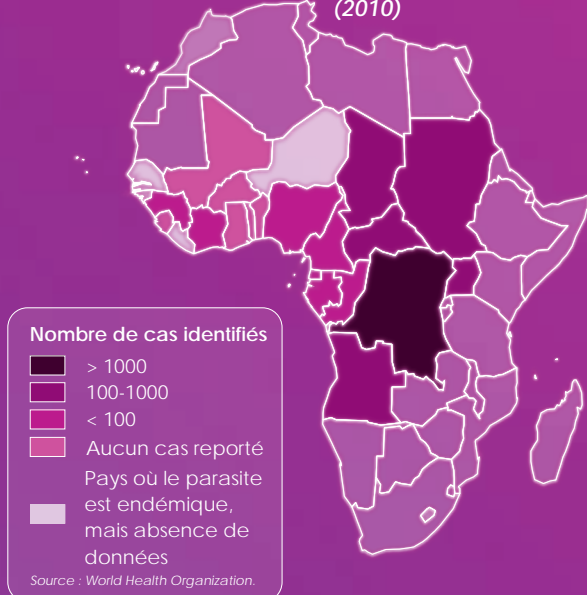 (2010)
Nombre de cas identifiés
> 1000
100-1000
< 100
Aucun cas reporté
Pays où le parasite
est endémique,
mais absence de
données
Source : World Health Organization.